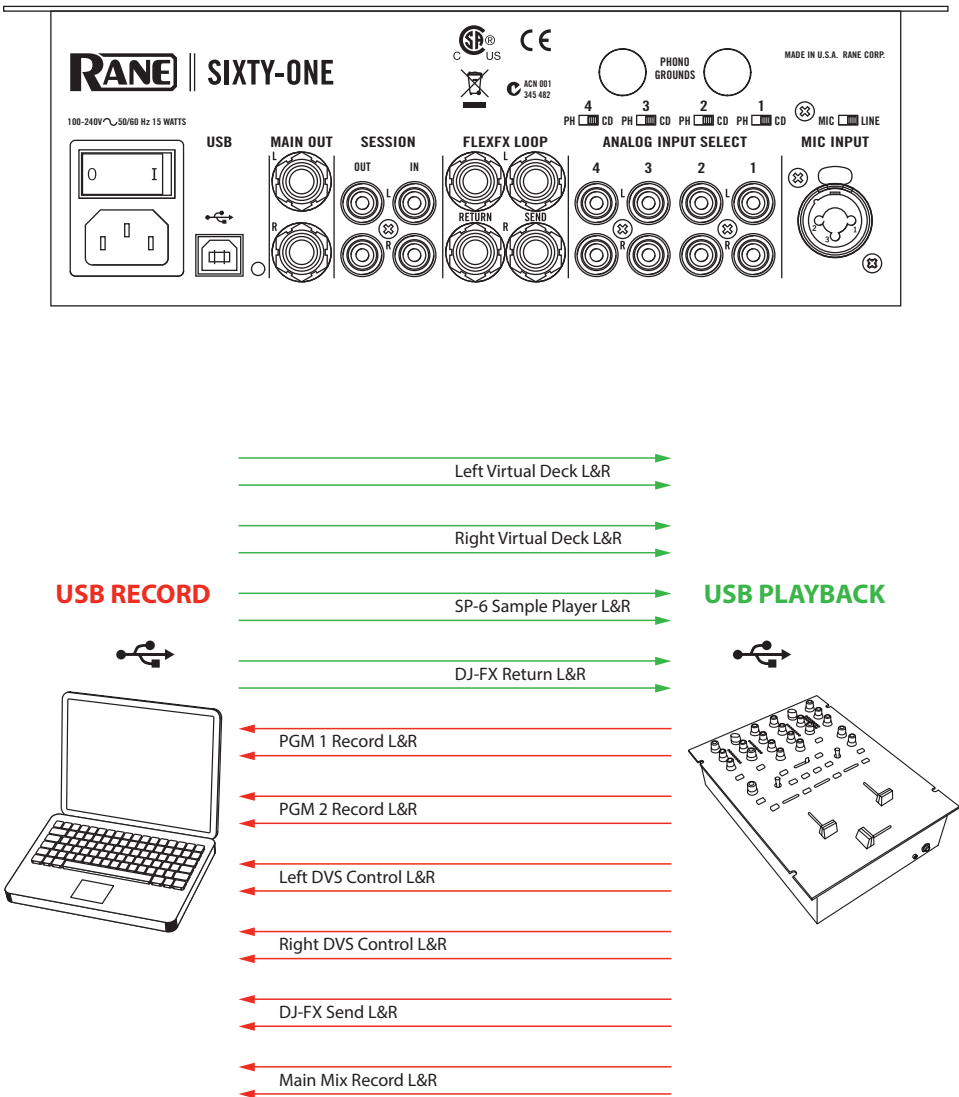 RANE SIXTY-ONE
C SA ® US
CE
ACN 001
345 482
PHONO
GROUNDS
MADE IN U.S.A. RANE CORP.
100-240V 50/60 Hz 15 WATTS
4 3 2 1
PH CD PH CD PH CD PH CD MIC LINE
USB MAIN OUT SESSION FLEXFX LOOP ANALOG INPUT SELECT MIC INPUT
OUT IN 4 3 2 1
O I
L L L L
RETURN SEND
R R R R
2 1
3
Left Virtual Deck L&R
Right Virtual Deck L&R
USB RECORD
SP-6 Sample Player L&R
USB PLAYBACK
DJ-FX Return L&R
PGM 1 Record L&R
PGM 2 Record L&R
Left DVS Control L&R
Right DVS Control L&R
DJ-FX Send L&R
Main Mix Record L&R